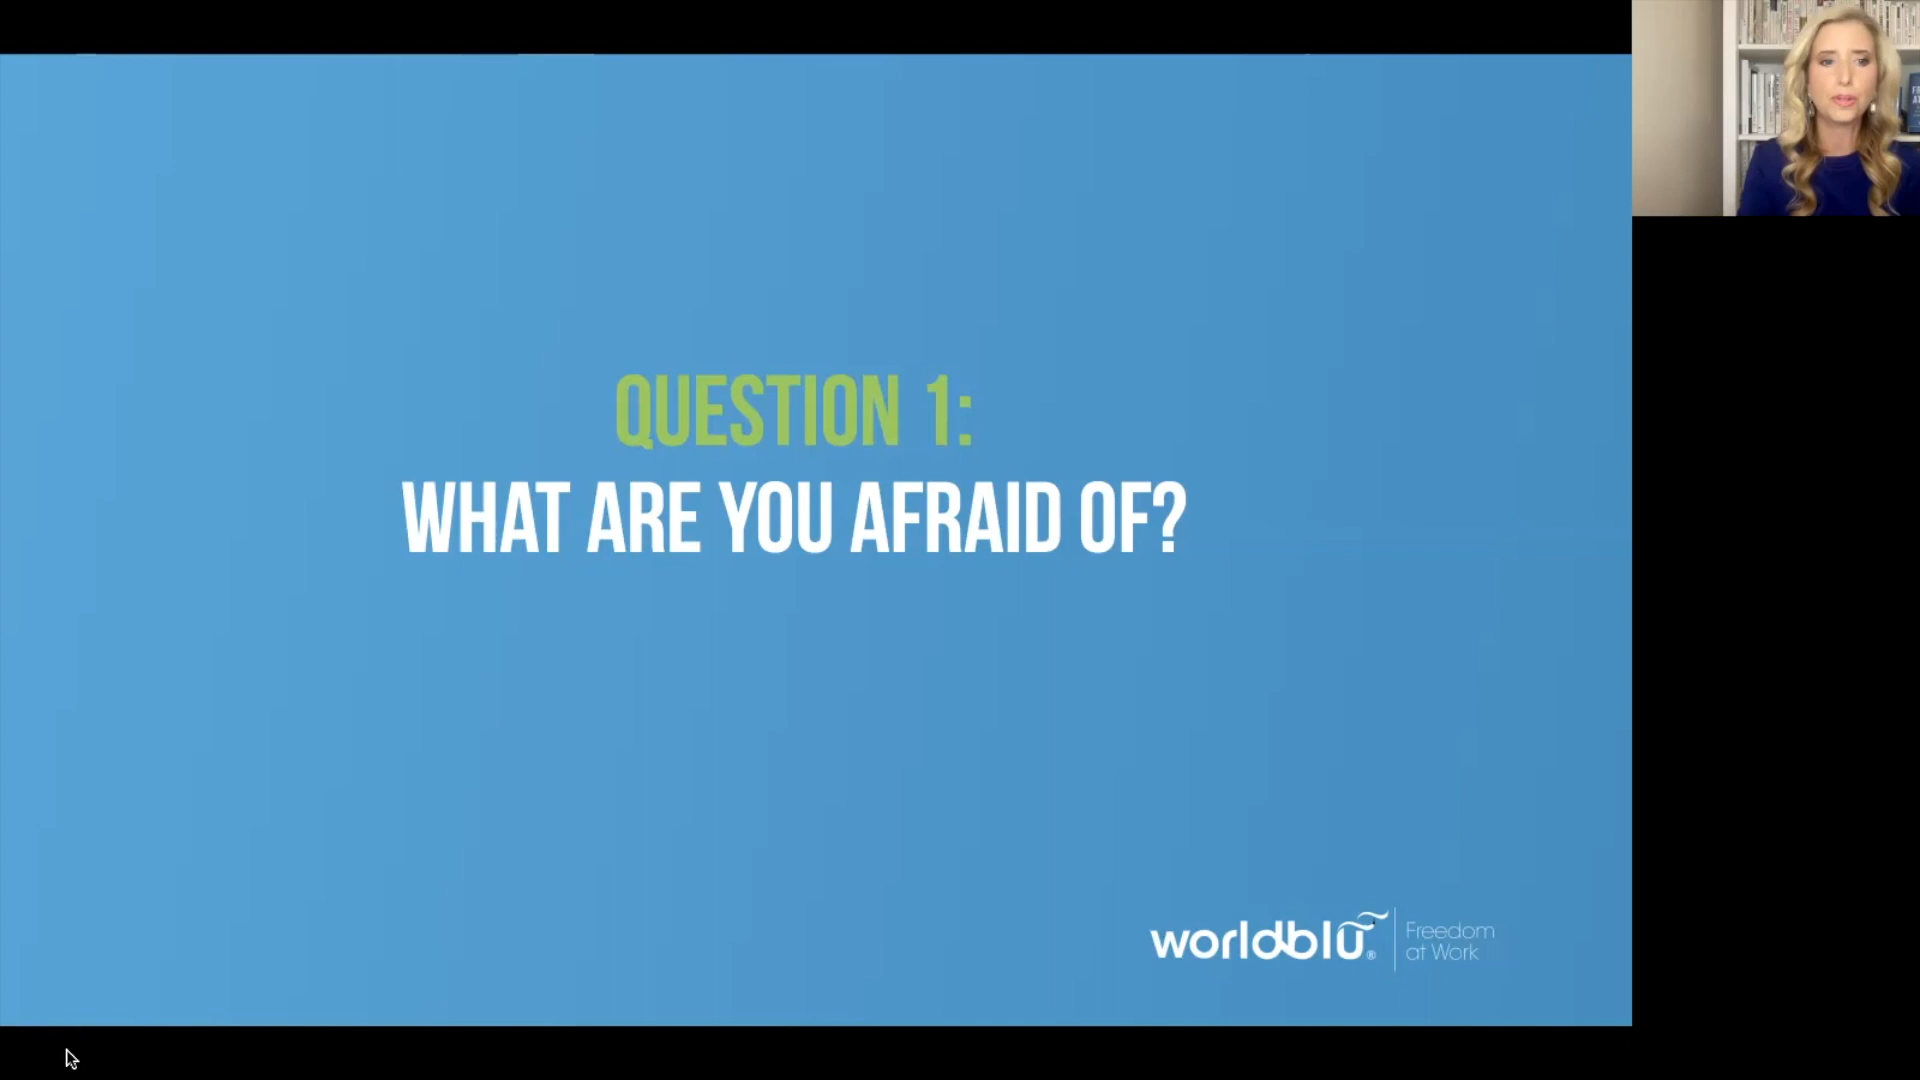 QUESTION 1:
WHAT ARE YOU AFRAID OF?
worldblu®
Freedom
at Work